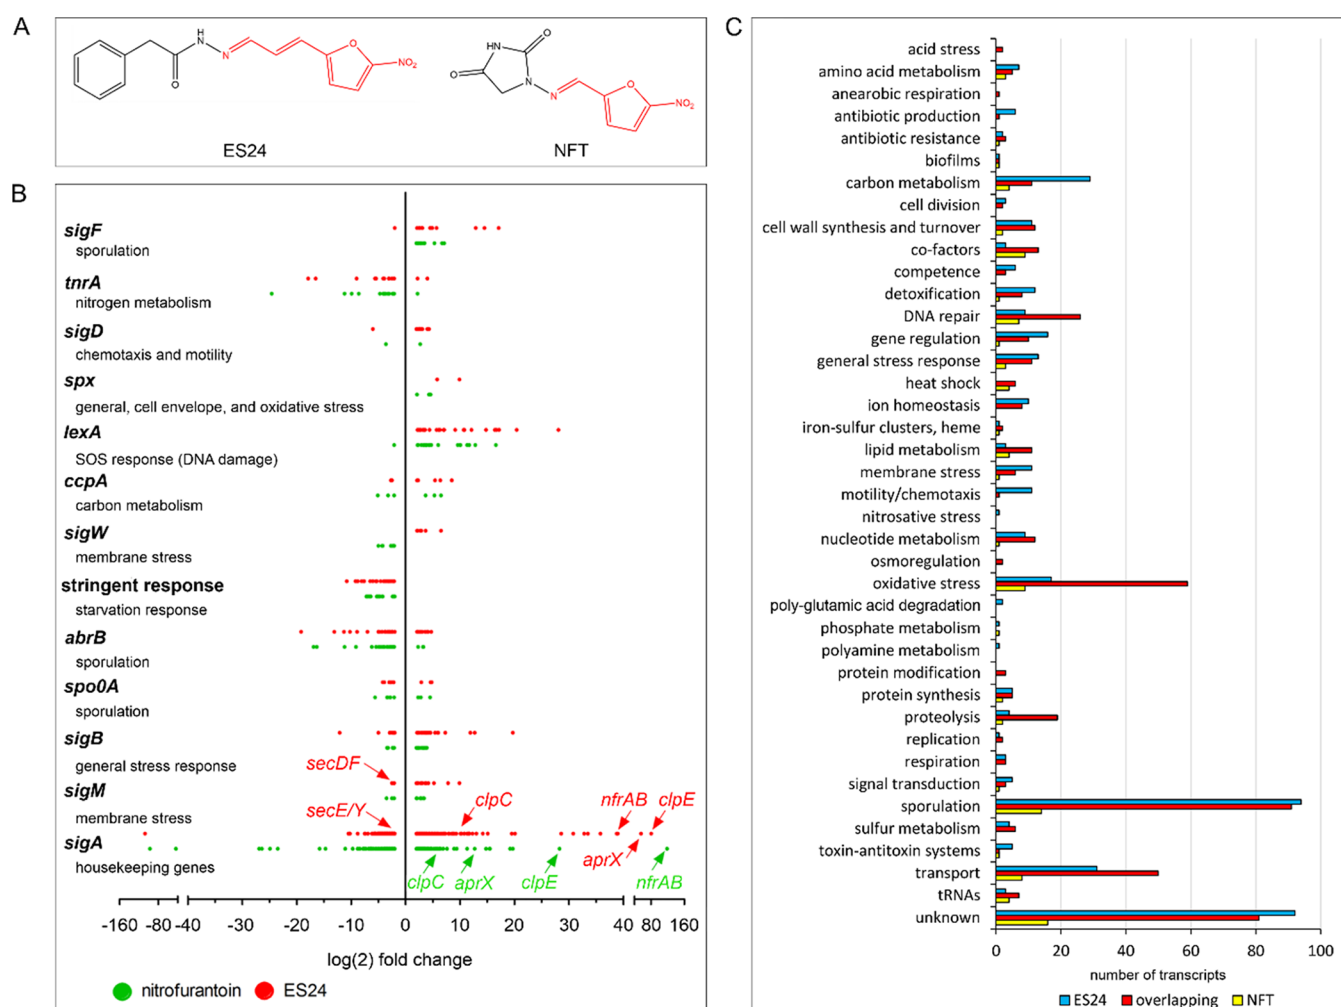 A
H
N
N
O
O
NO₂
ES24
HN
O
O
N
N
O
NO₂
NFT
B
sigF
sporulation
tnrA
nitrogen metabolism
sigD
chemotaxis and motility
spx
general, cell envelope, and oxidative stress
lexA
SOS response (DNA damage)
ccpA
carbon metabolism
sigW
membrane stress
stringent response
starvation response
abrB
sporulation
spo0A
sporulation
sigB
general stress response
secDF
sigM
membrane stress
secE/Y
clpC
nfrAB
clpE
sigA
housekeeping genes
aprX
clpC
aprX
clpE
nfrAB
-160 -80 -40 -30 -20 -10 0 10 20 30 40 80 160
log(2) fold change
nitrofurantoin ES24
C
acid stress
amino acid metabolism
anearobic respiration
antibiotic production
antibiotic resistance
biofilms
carbon metabolism
cell division
cell wall synthesis and turnover
co-factors
competence
detoxification
DNA repair
gene regulation
general stress response
heat shock
ion homeostasis
iron-sulfur clusters, heme
lipid metabolism
membrane stress
motility/chemotaxis
nitrosative stress
nucleotide metabolism
osmoregulation
oxidative stress
poly-glutamic acid degradation
phosphate metabolism
polyamine metabolism
protein modification
protein synthesis
proteolysis
replication
respiration
signal transduction
sporulation
sulfur metabolism
toxin-antitoxin systems
transport
tRNAs
unknown
0 20 40 60 80 100
number of transcripts
ES24 overlapping NFT